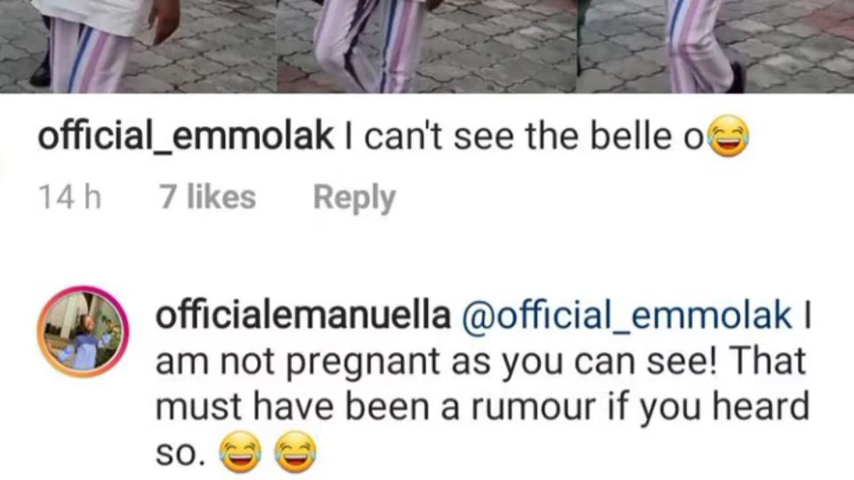 official_emmolak I can't see the belle o😂
14 h 7 likes Reply
officialemanuella @official_emmolak I
am not pregnant as you can see! That
must have been a rumour if you heard
so. 😂 😂